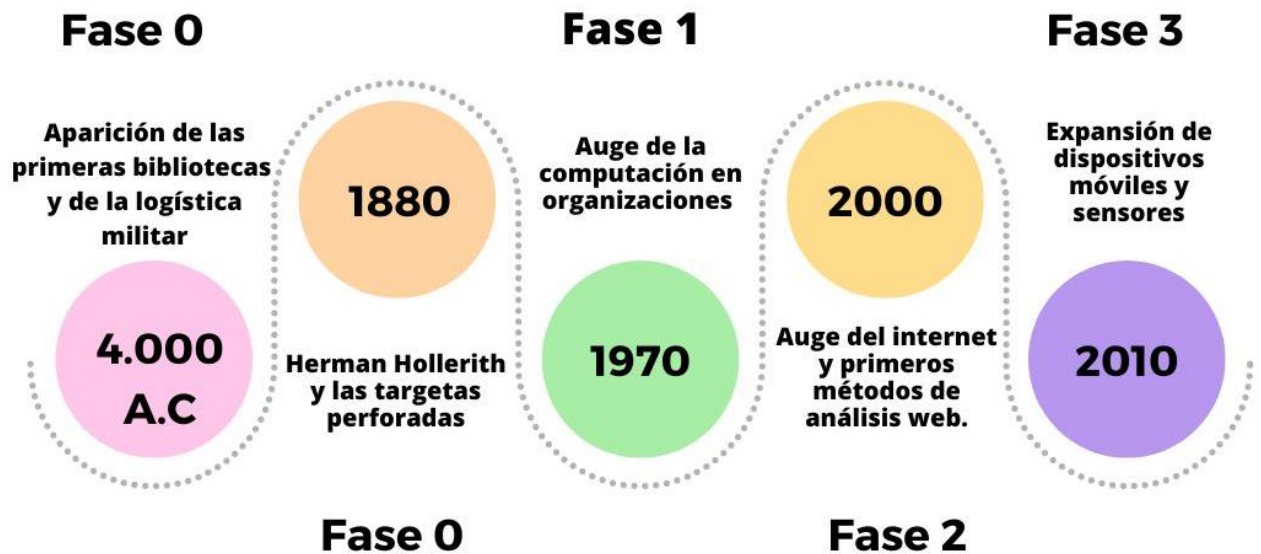 Fase 0
Aparición de las
primeras bibliotecas
y de la logística
militar
4.000
A.C
1880
Herman Hollerith
y las targetas
perforadas
Fase 0
Fase 1
Auge de la
computación en
organizaciones
1970
2000
Auge del internet
y primeros
métodos de
análisis web.
Fase 2
Fase 3
Expansión de
dispositivos
móviles y
sensores
2010